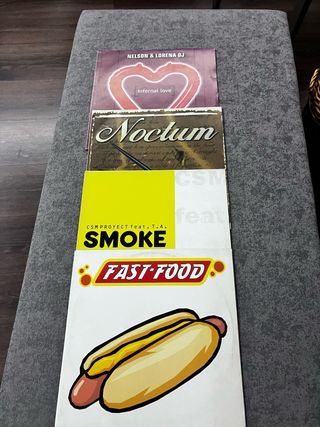 NELSON & LORENA DJ
infernal love
Noctum
CSM
feat
CSM PROYECT feat. T.A.
SMOKE
FAST-FOOD